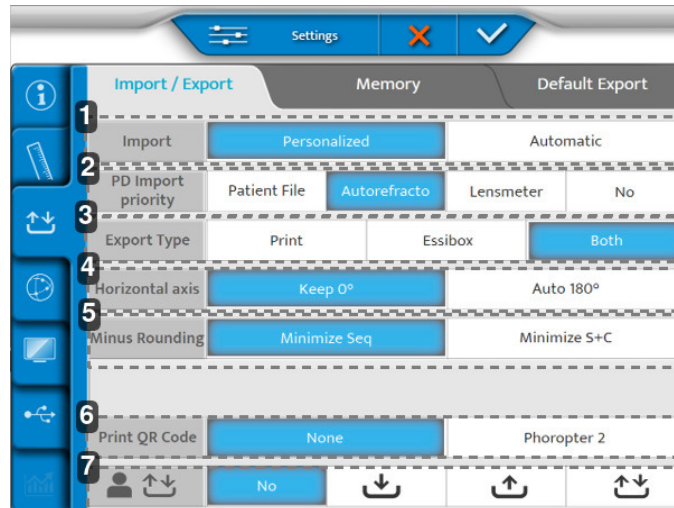 Settings
Import / Export Memory Default Export
1
Import Personalized Automatic
2
PD Import
priority Patient File Autorefracto Lensmeter No
3
Export Type Print Essibox Both
4
Horizontal axis Keep 0° Auto 180°
5
Minus Rounding Minimize Seq Minimize S+C
6
Print QR Code None Phoropter 2
7
No